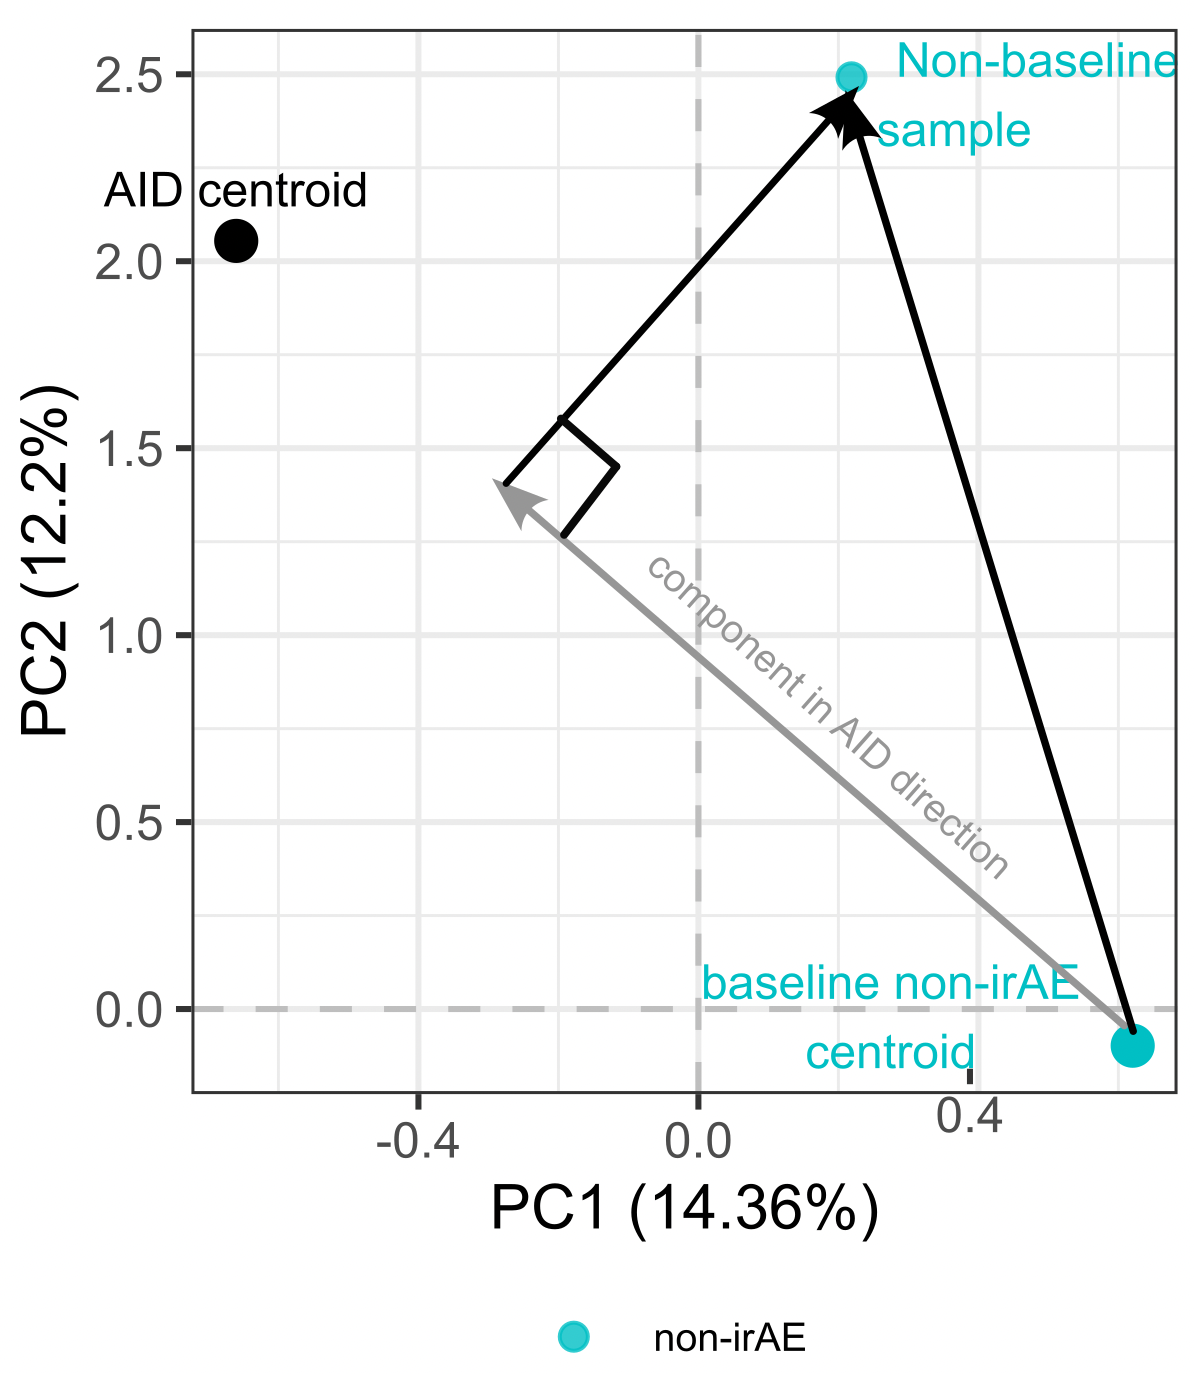 Non-baseline
sample
AID centroid
2.5
2.0
1.5
1.0
0.5
0.0
PC2 (12.2%)
component in AID direction
baseline non-irAE
centroid
-0.4
0.0
0.4
PC1 (14.36%)
non-irAE